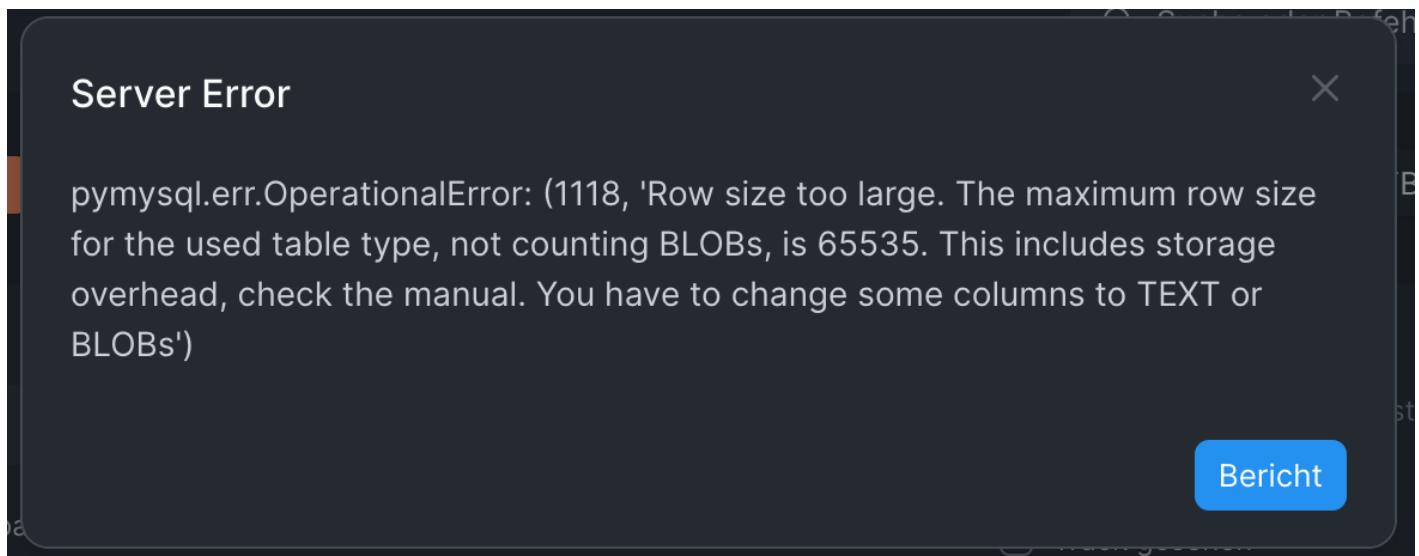 Server Error
pymysql.err.OperationalError: (1118, 'Row size too large. The maximum row size
for the used table type, not counting BLOBs, is 65535. This includes storage
overhead, check the manual. You have to change some columns to TEXT or
BLOBs')
Bericht